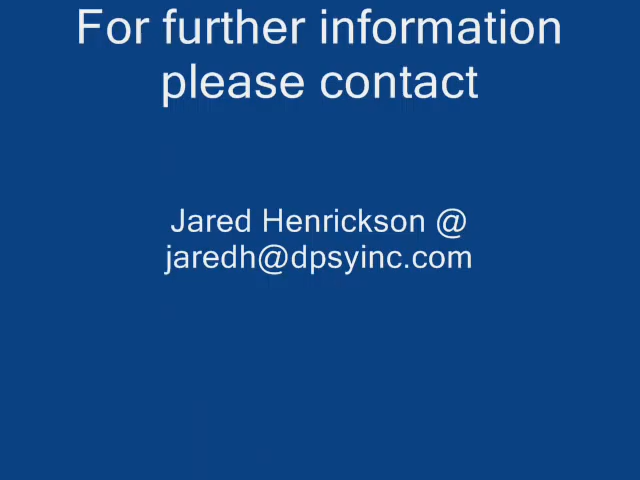 For further information
please contact
Jared Henrickson @
jaredh@dpsyinc.com